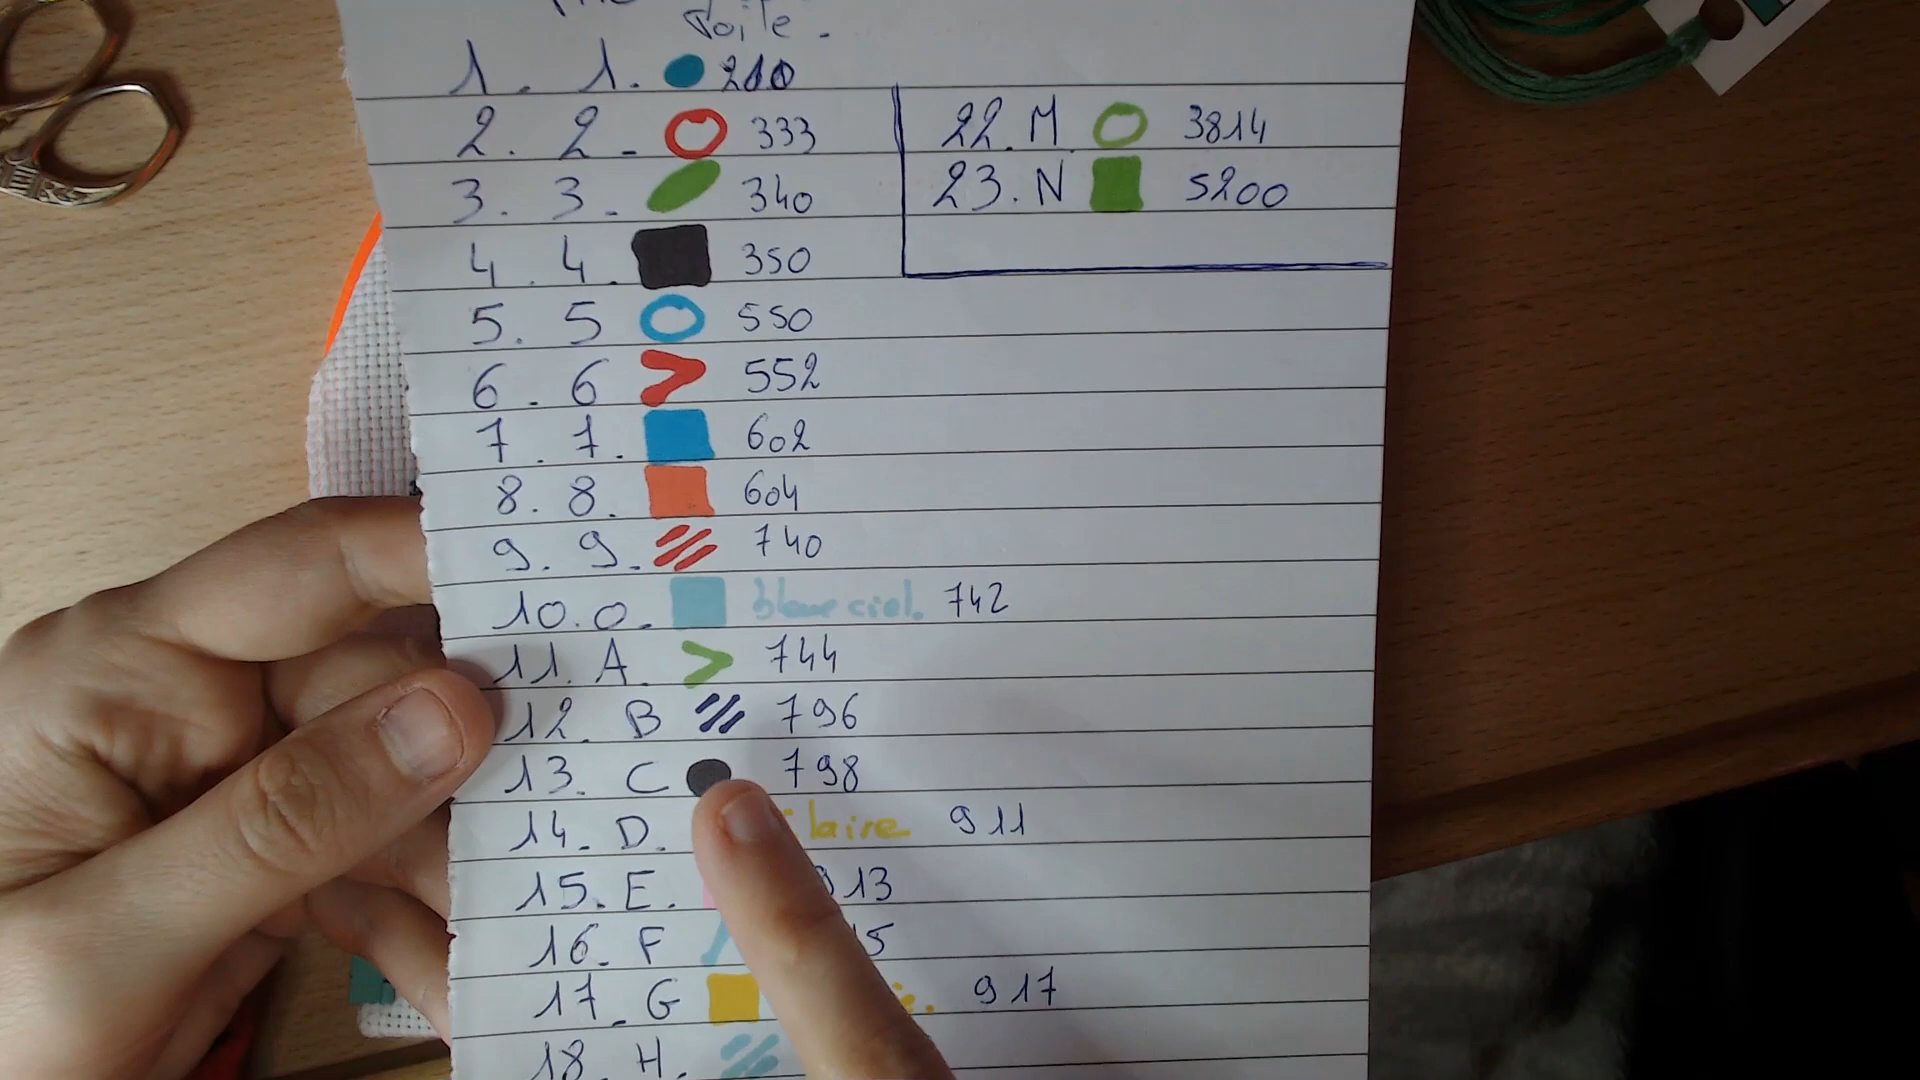 Toile.
1. 1. 210
2. 2. 333
3. 3. 340
4. 4. 350
5. 5 550
6. 6 552
7. 7. 602
8. 8. 604
9. 9. 740
10. 0. bleu ciel. 742
11. A. 744
12. B 796
13. C 798
14. D. 911
15. E. 913
16. F
17. G 917
18. H.
22. M. 3814
23. N 5200